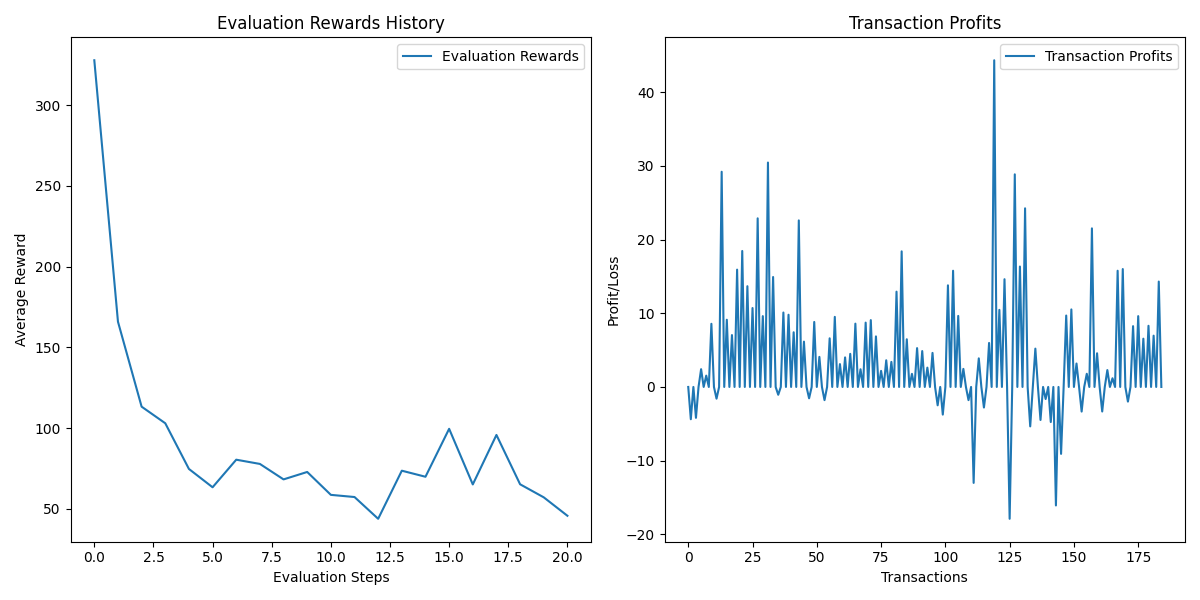 Evaluation Rewards History
Evaluation Rewards
300
250
200
150
100
50
Average Reward
0.0 2.5 5.0 7.5 10.0 12.5 15.0 17.5 20.0
Evaluation Steps
Transaction Profits
Transaction Profits
40
30
20
10
0
−10
−20
Profit/Loss
0 25 50 75 100 125 150 175
Transactions